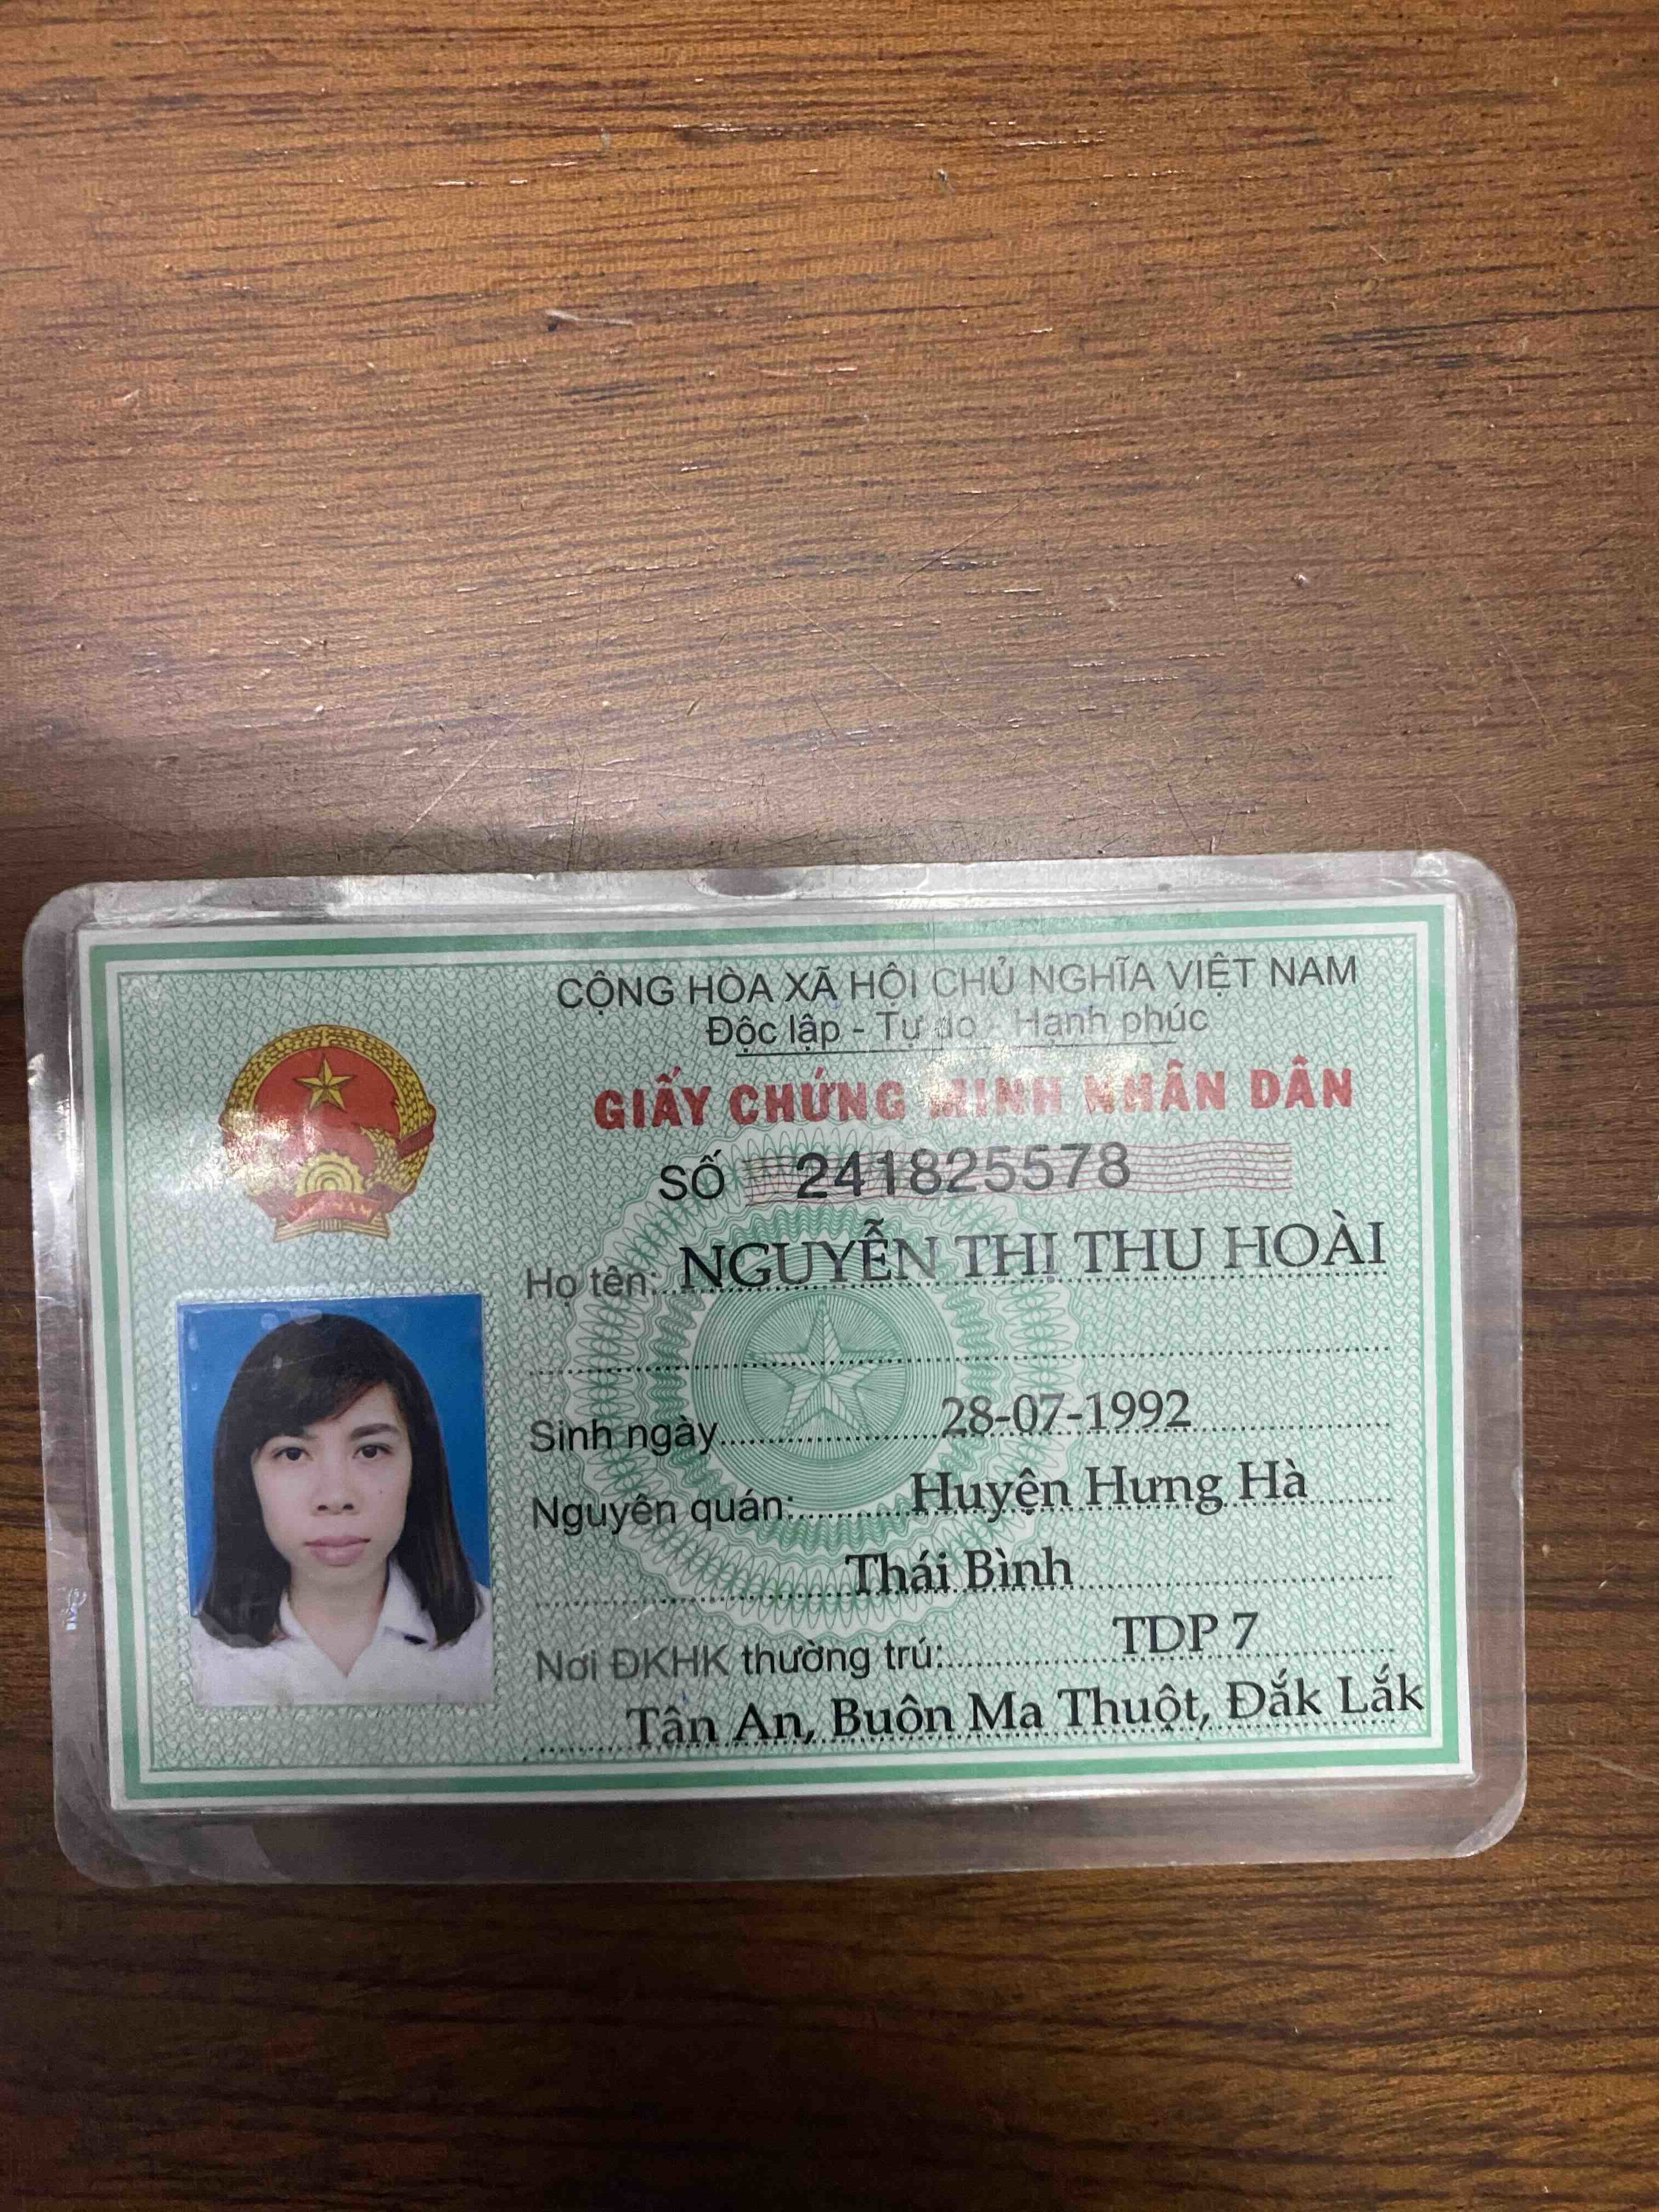 CỘNG HÒA XÃ HỘI CHỦ NGHĨA VIỆT NAM
Độc lập - Tự do - Hạnh phúc
GIẤY CHỨNG MINH NHÂN DÂN
SỐ 241825578
Họ tên: NGUYỄN THỊ THU HOÀI
Sinh ngày 28-07-1992
Nguyên quán: Huyện Hưng Hà
Thái Bình
Nơi ĐKHK thường trú: TDP 7
Tân An, Buôn Ma Thuột, Đắk Lắk